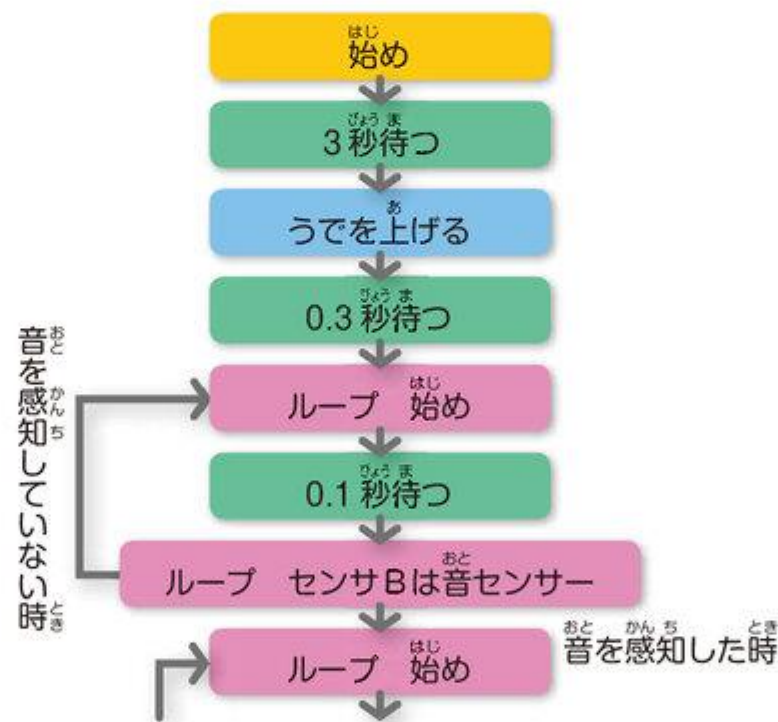 始め
3秒待つ
うでを上げる
0.3秒待つ
ループ 始め
0.1秒待つ
ループ センサBは音センサー
音を感知していない時
ループ 始め
音を感知した時